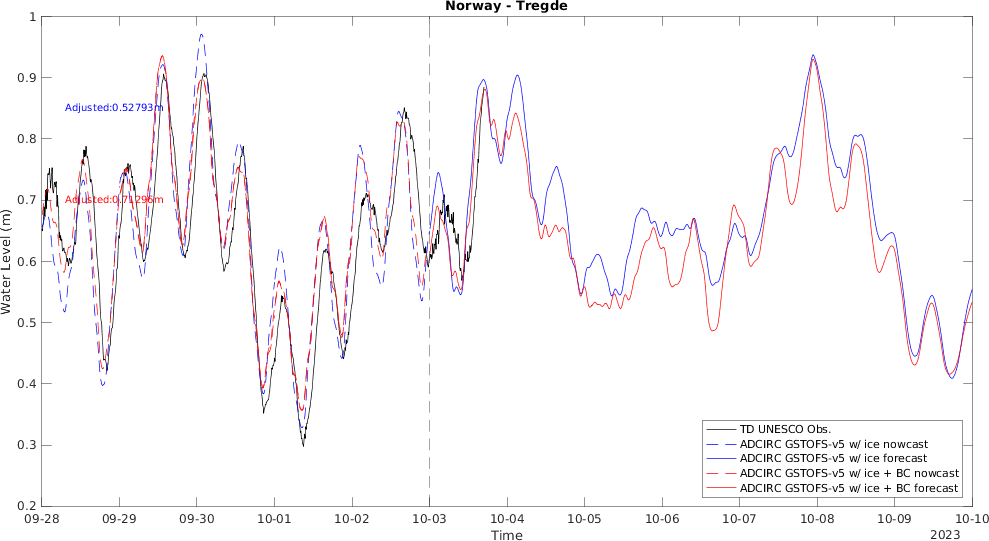 Norway - Tregde
1
0.9
0.8
0.7
0.6
0.5
0.4
0.3
0.2
Water Level (m)
Adjusted:0.52793m
Adjusted:0.71296m
TD UNESCO Obs.
ADCIRC GSTOFS-v5 w/ ice nowcast
ADCIRC GSTOFS-v5 w/ ice forecast
ADCIRC GSTOFS-v5 w/ ice + BC nowcast
ADCIRC GSTOFS-v5 w/ ice + BC forecast
09-28 09-29 09-30 10-01 10-02 10-03 10-04 10-05 10-06 10-07 10-08 10-09 10-10
Time
2023